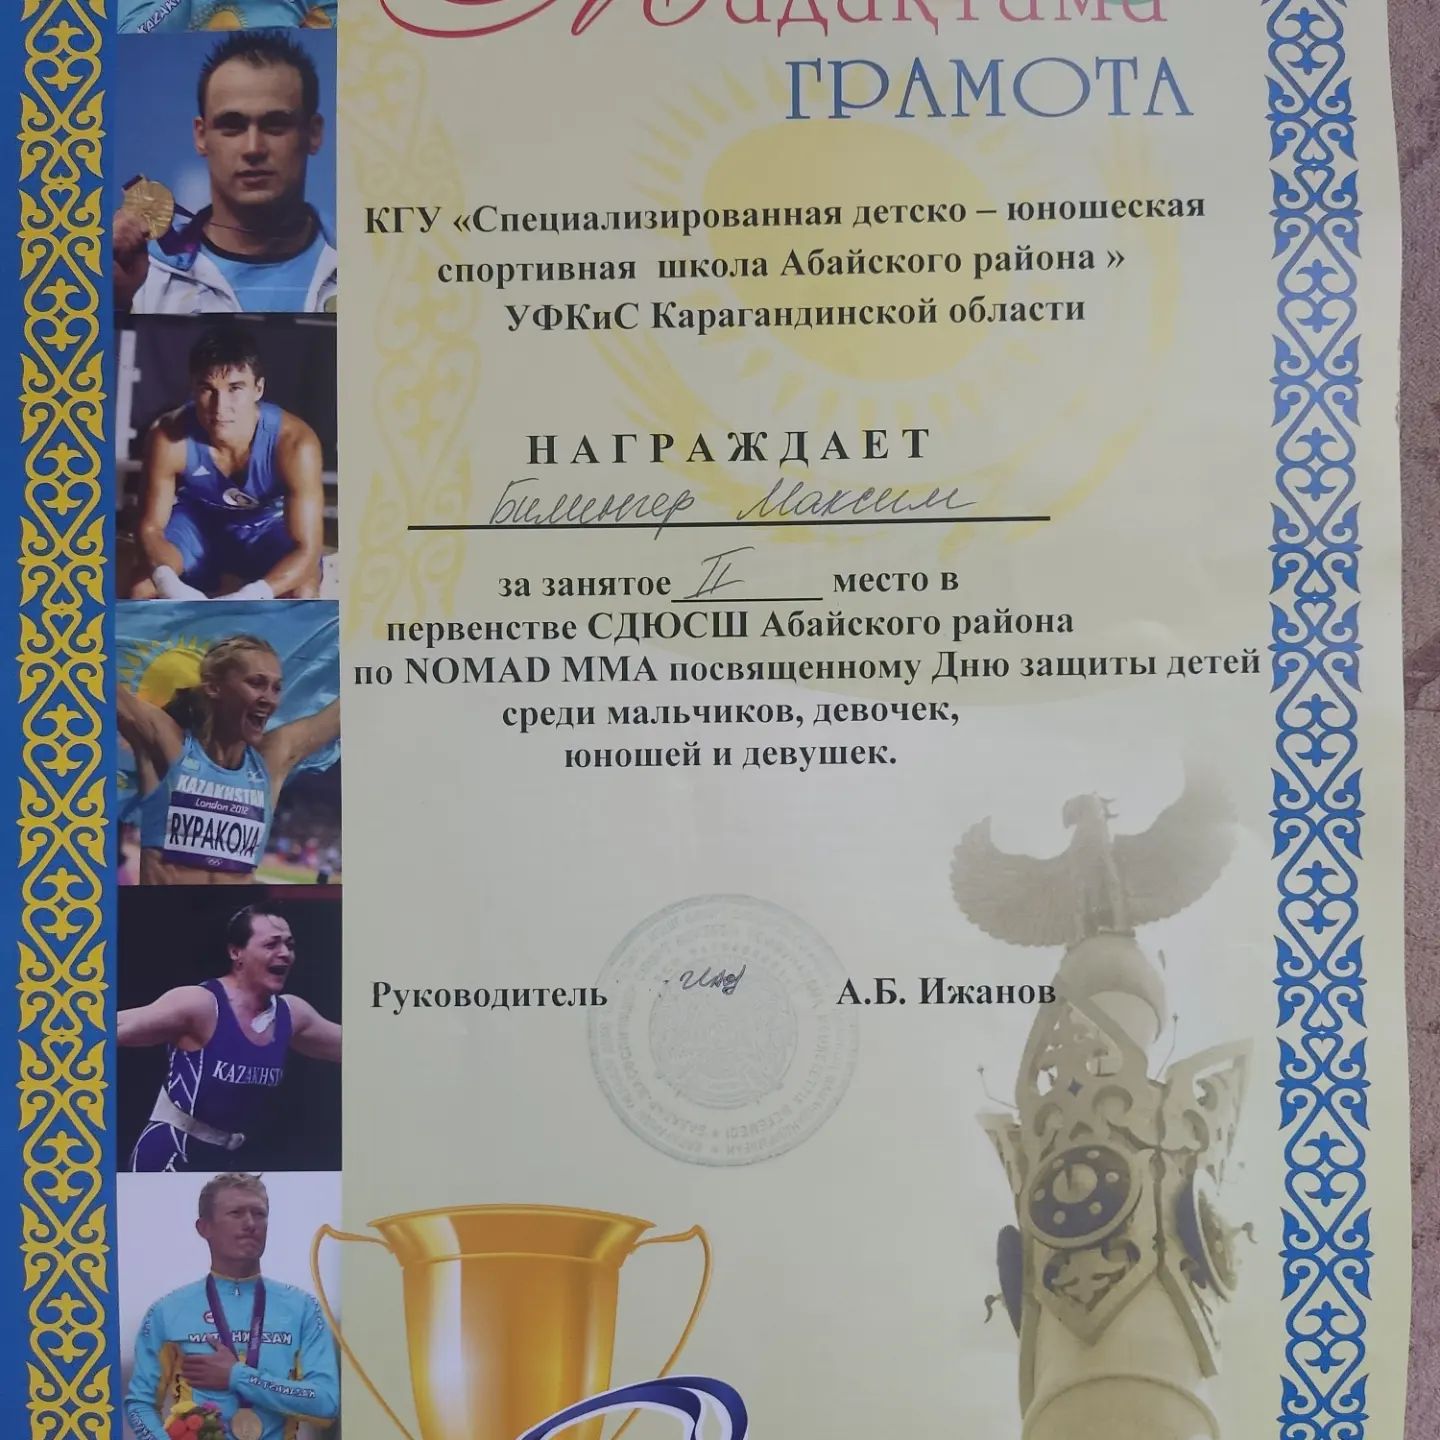 Мадақтама
ГРАМОТА
КГУ «Специализированная детско – юношеская
спортивная школа Абайского района »
УФКиС Карагандинской области
НАГРАЖДАЕТ
Максим
за занятое II место в
первенстве СДЮСШ Абайского района
по NOMAD MMA посвященному Дню защиты детей
среди мальчиков, девочек,
юношей и девушек.
Руководитель А.Б. Ижанов
KAZAKHSTAN
London 2012
RYPAKOVA
KAZAKHST
KAZAKHSTAN